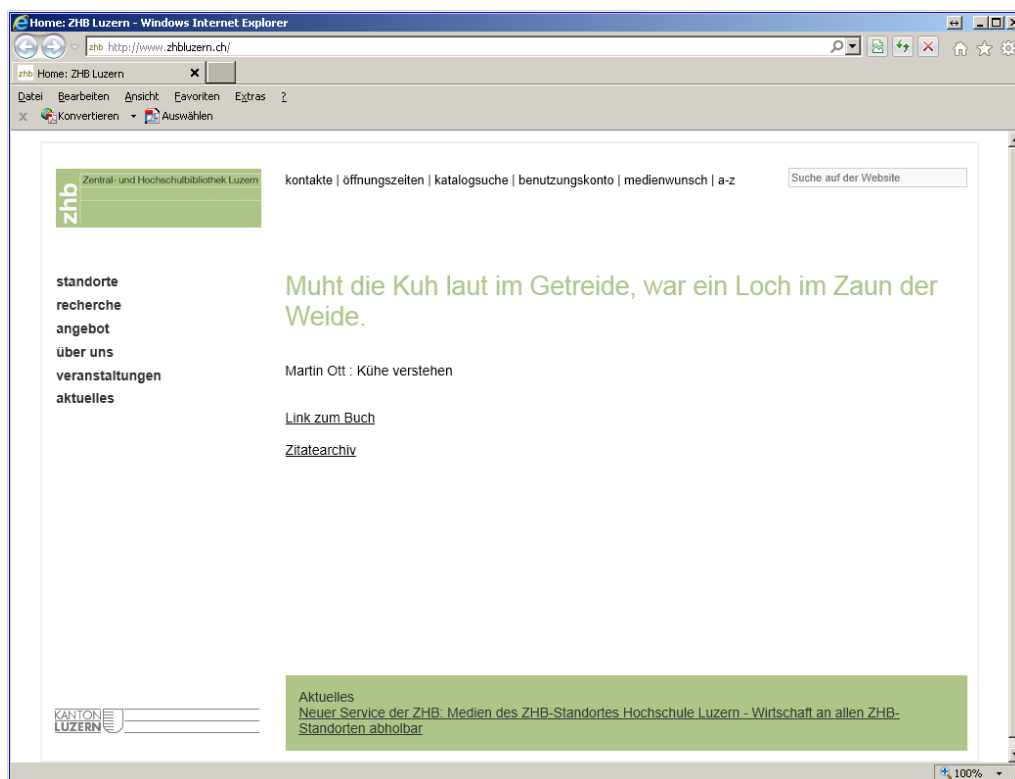 Home: ZHB Luzern - Windows Internet Explorer
zhb http://www.zhbluzern.ch/
zhb Home: ZHB Luzern
Datei Bearbeiten Ansicht Favoriten Extras ?
x Konvertieren Auswählen
zhb Zentral- und Hochschulbibliothek Luzern
kontakte | öffnungszeiten | katalogsuche | benutzungskonto | medienwunsch | a-z
Suche auf der Website
standorte
recherche
angebot
über uns
veranstaltungen
aktuelles
Muht die Kuh laut im Getreide, war ein Loch im Zaun der
Weide.
Martin Ott : Kühe verstehen
Link zum Buch
Zitatearchiv
KANTON
LUZERN
Aktuelles
Neuer Service der ZHB: Medien des ZHB-Standortes Hochschule Luzern - Wirtschaft an allen ZHB-
Standorten abholbar
100%